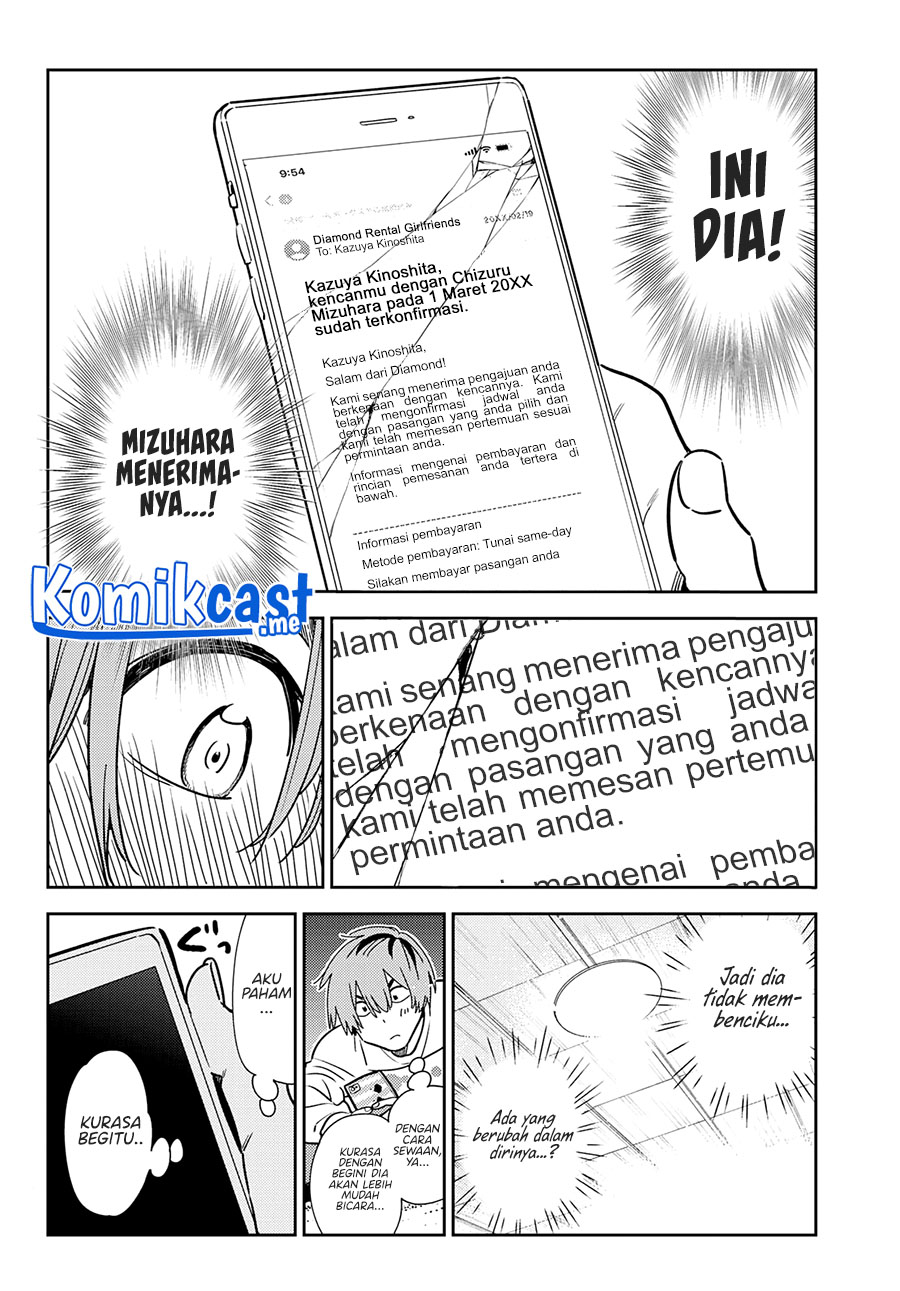 INI
DIA!
9:54
20XX/02/19
Diamond Rental Girlfriends
To: Kazuya Kinoshita
Kazuya Kinoshita,
kencanmu dengan Chizuru
Mizuhara pada 1 Maret 20XX
sudah terkonfirmasi.
Kazuya Kinoshita,
Salam dari Diamond!
Kami senang menerima pengajuan anda
berkenaan dengan kencannya. Kami
telah mengonfirmasi jadwal anda
dengan pasangan yang anda pilih dan
kami telah memesan pertemuan sesuai
permintaan anda.
Informasi mengenai pembayaran dan
rincian pemesanan anda tertera di
bawah.
Informasi pembayaran
Metode pembayaran: Tunai same-day
Silakan membayar pasangan anda
MIZUHARA
MENERIMA-
NYA...!
Komikcast
.me
alam dari Diam
kami senang menerima pengaju
berkenaan dengan kencannya
telah mengonfirmasi jadwa
dengan pasangan yang anda
kami telah memesan pertemu
permintaan anda.
mengenai pemba
anda
Jadi dia
tidak mem-
benciku...
Ada yang
berubah dalam
dirinya...?
DENGAN
CARA
SEWAAN,
YA...
KURASA
DENGAN
BEGINI DIA
AKAN LEBIH
MUDAH
BICARA...
ぐっ
AKU
PAHAM
...
KURASA
BEGITU..